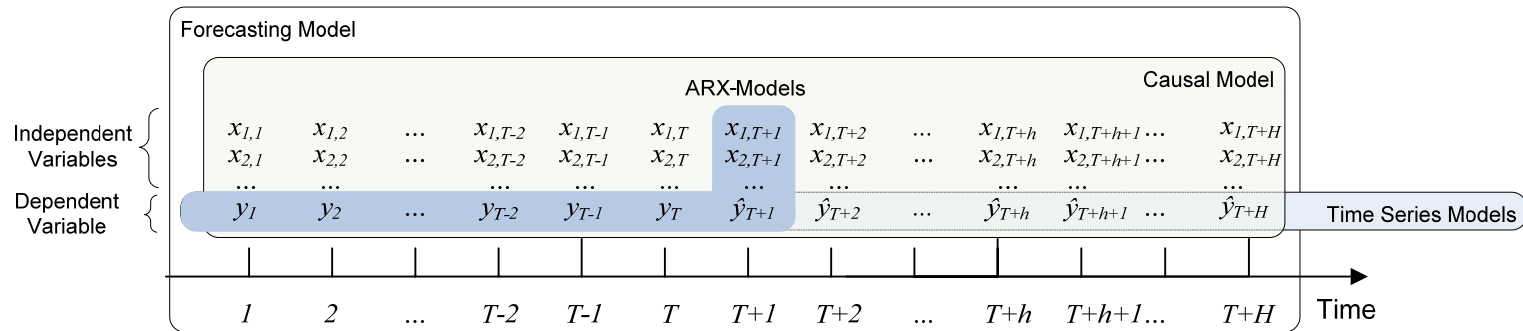 Forecasting Model
Causal Model
ARX-Models
Independent Variables
x1,1 x1,2 ... x1,T-2 x1,T-1 x1,T x1,T+1 x1,T+2 ... x1,T+h x1,T+h+1 ... x1,T+H
x2,1 x2,2 ... x2,T-2 x2,T-1 x2,T x2,T+1 x2,T+2 ... x2,T+h x2,T+h+1 ... x2,T+H
... ... ... ... ... ... ... ... ... ...
Dependent Variable
y1 y2 ... yT-2 yT-1 yT ŷT+1 ŷT+2 ... ŷT+h ŷT+h+1 ... ŷT+H
Time Series Models
1 2 ... T-2 T-1 T T+1 T+2 ... T+h T+h+1 ... T+H
Time